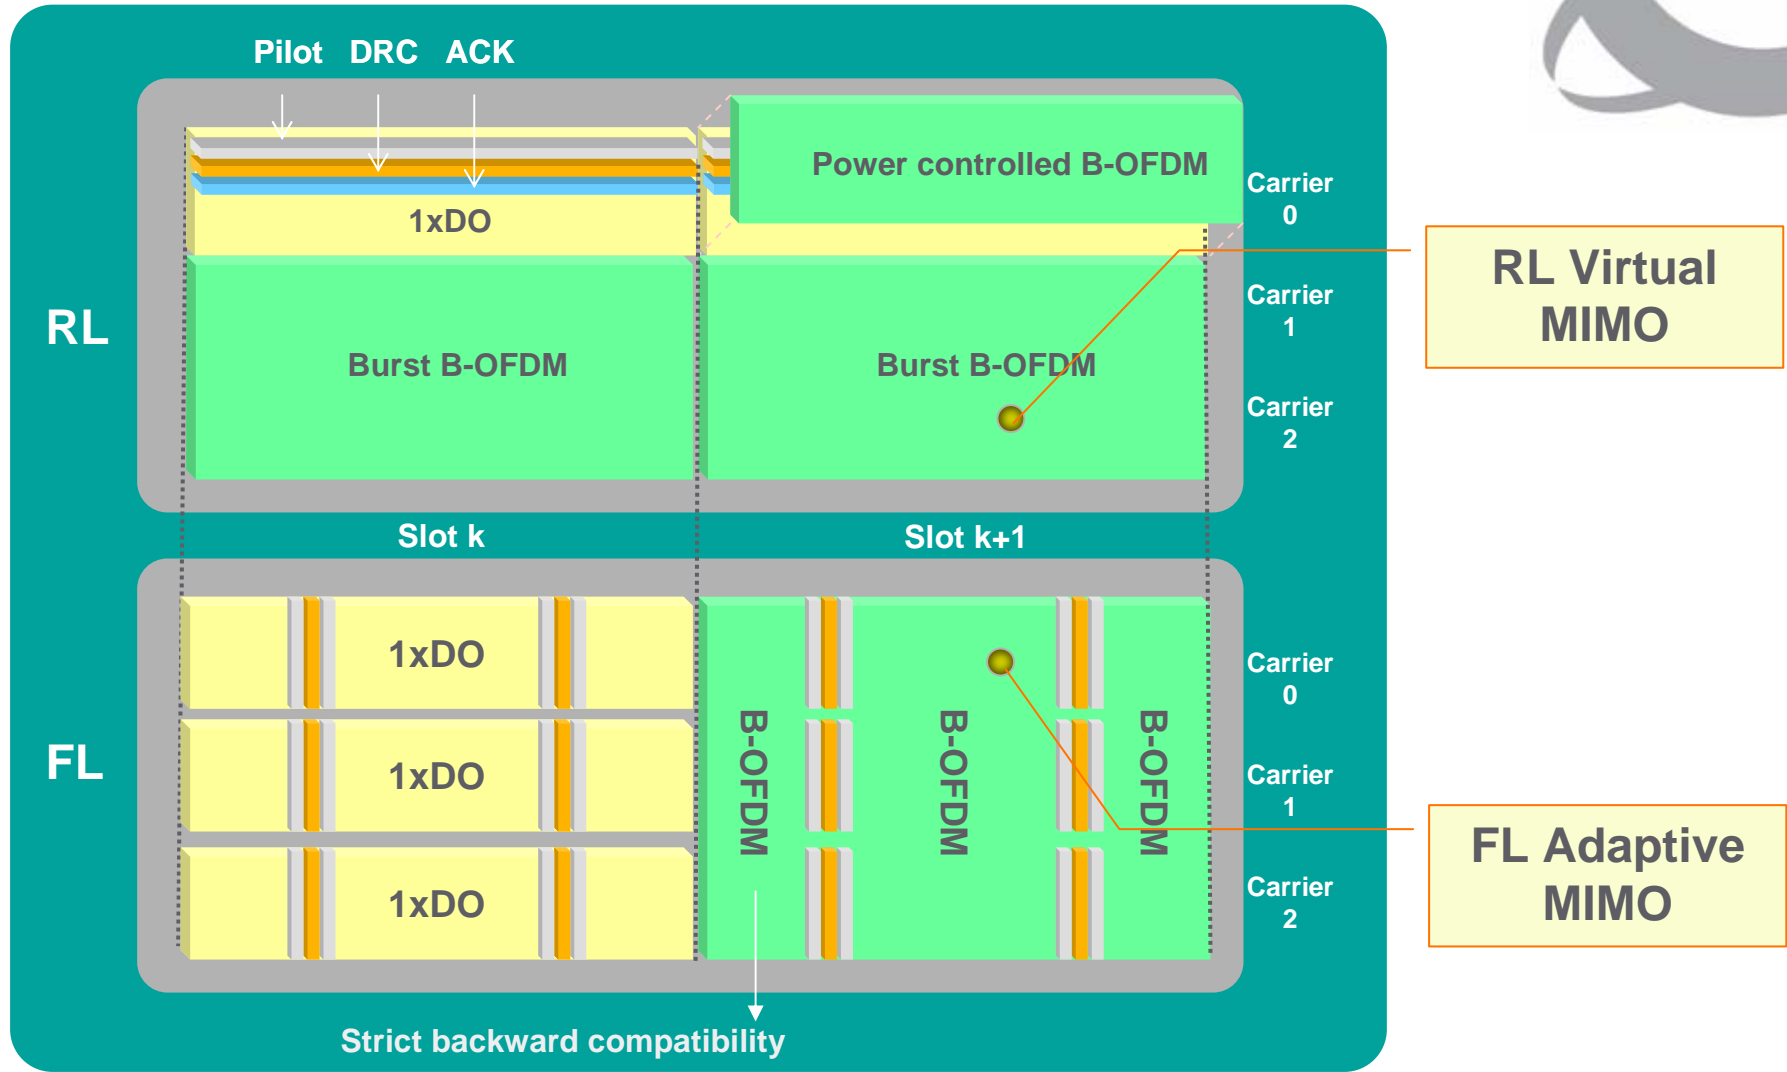 Pilot DRC ACK
Power controlled B-OFDM
Carrier
0
1xDO
RL Virtual
MIMO
Carrier
1
RL
Burst B-OFDM
Burst B-OFDM
Carrier
2
Slot k
Slot k+1
1xDO
Carrier
0
B-OFDM
B-OFDM
B-OFDM
FL
1xDO
Carrier
1
FL Adaptive
MIMO
1xDO
Carrier
2
Strict backward compatibility